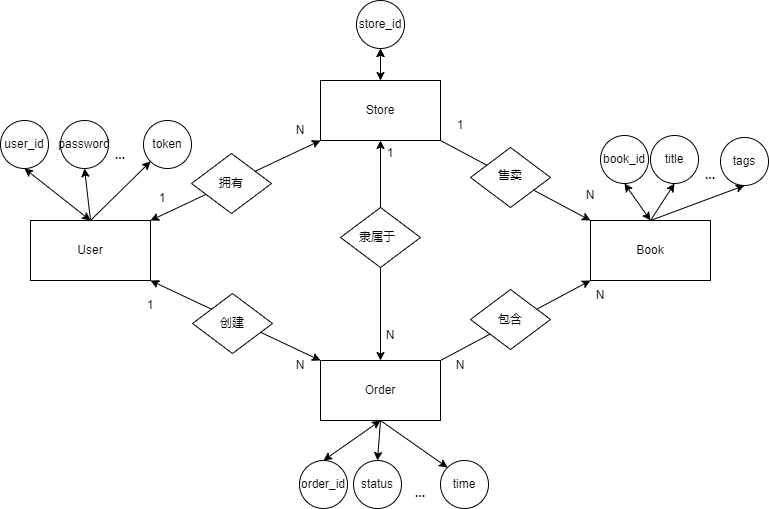 store_id
Store
N
1
user_id
password
...
token
拥有
1
售卖
book_id
title
...
tags
1
N
User
隶属于
Book
1
N
创建
包含
N
N
N
N
Order
order_id
status
...
time